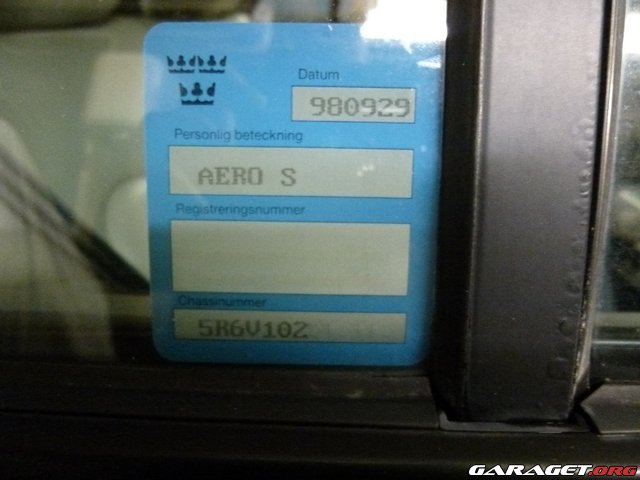 Datum
980929
Personlig beteckning
AERO S
Registreringsnummer
Chassinummer
5R6V102
GARAGET.ORG